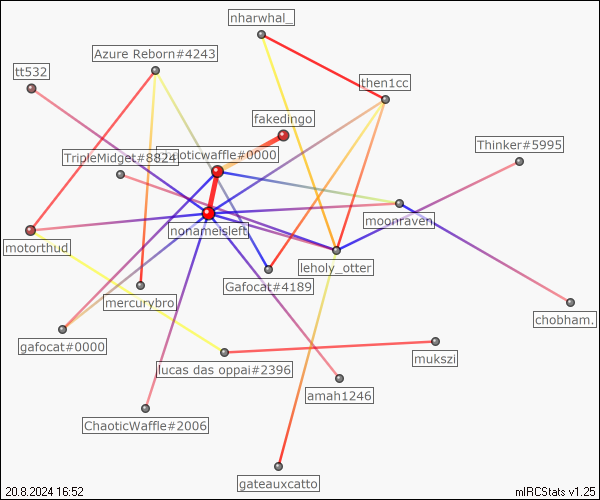 nharwhal_
Azure Reborn#4243
tt532
then1cc
fakedingo
Thinker#5995
TripleMidget#8824
oticwaffle#0000
moonraven
nonameisleft
motorthud
leholy_otter
Gafocat#4189
mercurybro
chobham.
gafocat#0000
mukszi
lucas das oppai#2396
amah1246
ChaoticWaffle#2006
gateauxcatto
20.8.2024 16:52
mIRCStats v1.25